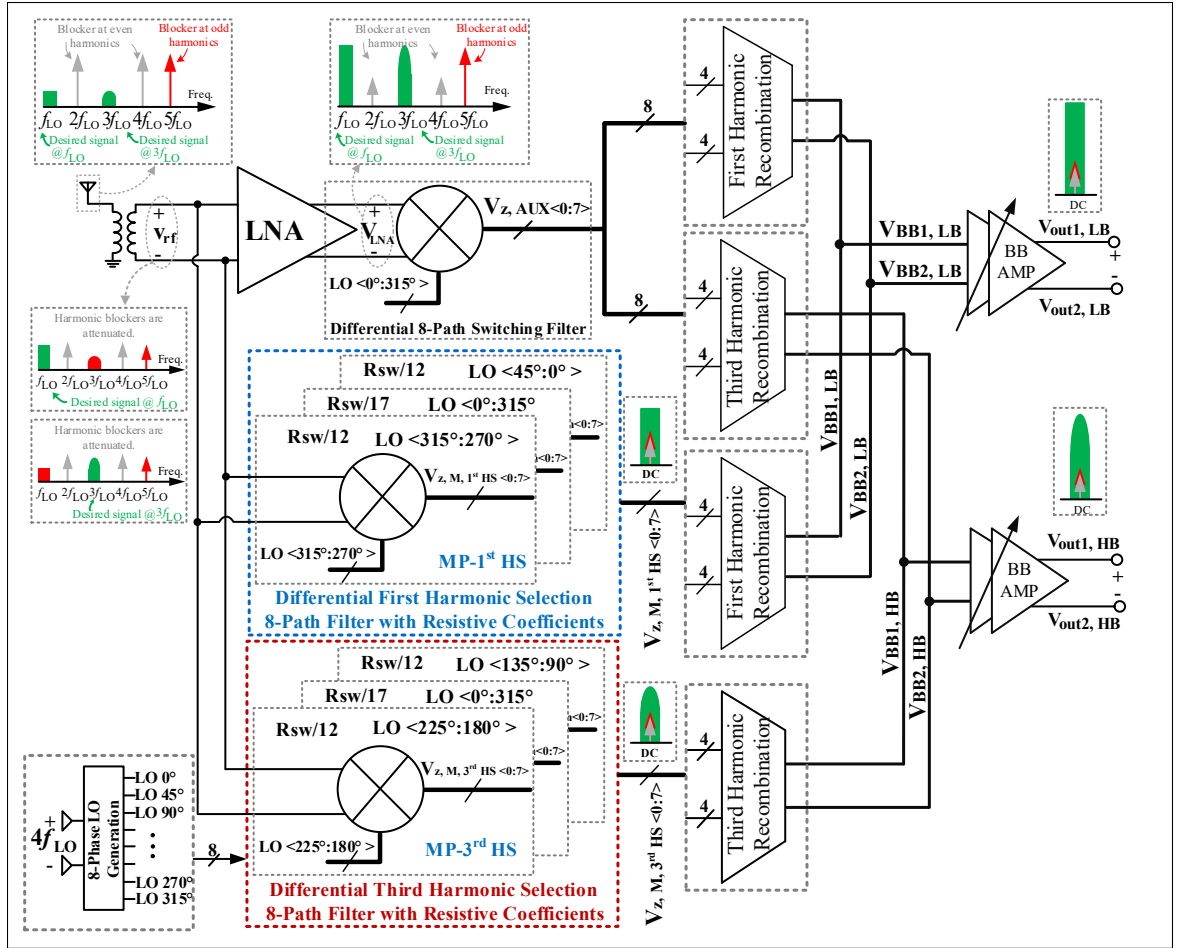 Blocker at even harmonics
Blocker at odd harmonics
Freq.
fLO 2fLO 3fLO 4fLO 5fLO
Desired signal @ fLO
Desired signal @3fLO
Blocker at even harmonics
Blocker at odd harmonics
Freq.
fLO 2fLO 3fLO 4fLO 5fLO
Desired signal @ fLO
Desired signal @3fLO
+
vrf
-
LNA
+
VLNA
-
LO <0°:315° >
Vz, AUX<0:7>
Differential 8-Path Switching Filter
8
8
4
4
First Harmonic Recombination
4
4
Third Harmonic Recombination
VBB1, LB
VBB2, LB
BB AMP
Vout1, LB
+
-
Vout2, LB
DC
Harmonic blockers are attenuated.
Freq.
fLO 2fLO 3fLO 4fLO 5fLO
Desired signal @ fLO
Harmonic blockers are attenuated.
Freq.
fLO 2fLO 3fLO 4fLO 5fLO
Desired signal @3fLO
Rsw/12 LO <45°:0° >
Rsw/17 LO <0°:315°
Rsw/12 LO <315°:270° >
<0:7>
<0:7>
Vz, M, 1st HS <0:7>
LO <315°:270°>
MP-1st HS
Differential First Harmonic Selection
8-Path Filter with Resistive Coefficients
DC
Vz, M, 1st HS <0:7>
4
4
First Harmonic Recombination
VBB1, LB
VBB2, LB
VBB1, HB
VBB2, HB
DC
BB AMP
Vout1, HB
+
-
Vout2, HB
Rsw/12 LO <135°:90° >
Rsw/17 LO <0°:315°
Rsw/12 LO <225°:180° >
<0:7>
<0:7>
Vz, M, 3rd HS <0:7>
LO <225°:180° >
MP-3rd HS
Differential Third Harmonic Selection
8-Path Filter with Resistive Coefficients
DC
Vz, M, 3rd HS <0:7>
4
4
Third Harmonic Recombination
+
4fLO
-
8-Phase LO Generation
LO 0°
LO 45°
LO 90°
LO 270°
LO 315°
8